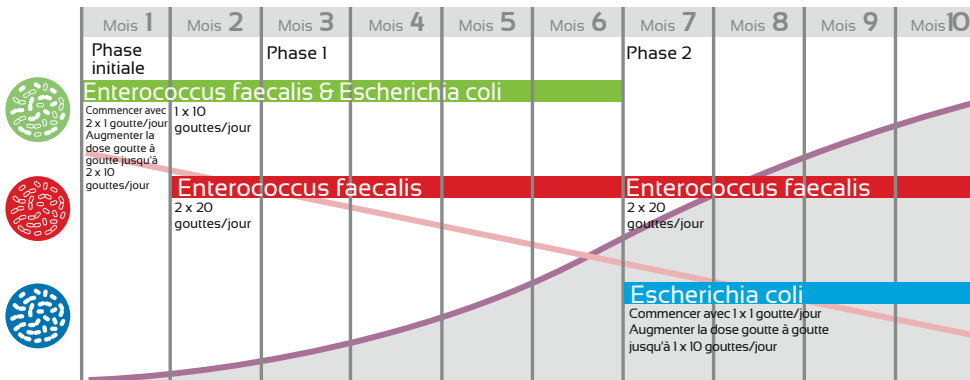 Mois 1
Mois 2
Mois 3
Mois 4
Mois 5
Mois 6
Mois 7
Mois 8
Mois 9
Mois 10
Phase
initiale
Phase 1
Phase 2
Enterococcus faecalis & Escherichia coli
Commencer avec
2 x 1 goutte/jour
Augmenter la
dose goutte à
goutte jusqu'à
2 x 10
gouttes/jour
1 x 10
gouttes/jour
Enterococcus faecalis
2 x 20
gouttes/jour
Enterococcus faecalis
2 x 20
gouttes/jour
Escherichia coli
Commencer avec 1 x 1 goutte/jour
Augmenter la dose goutte à goutte
jusqu'à 1 x 10 gouttes/jour